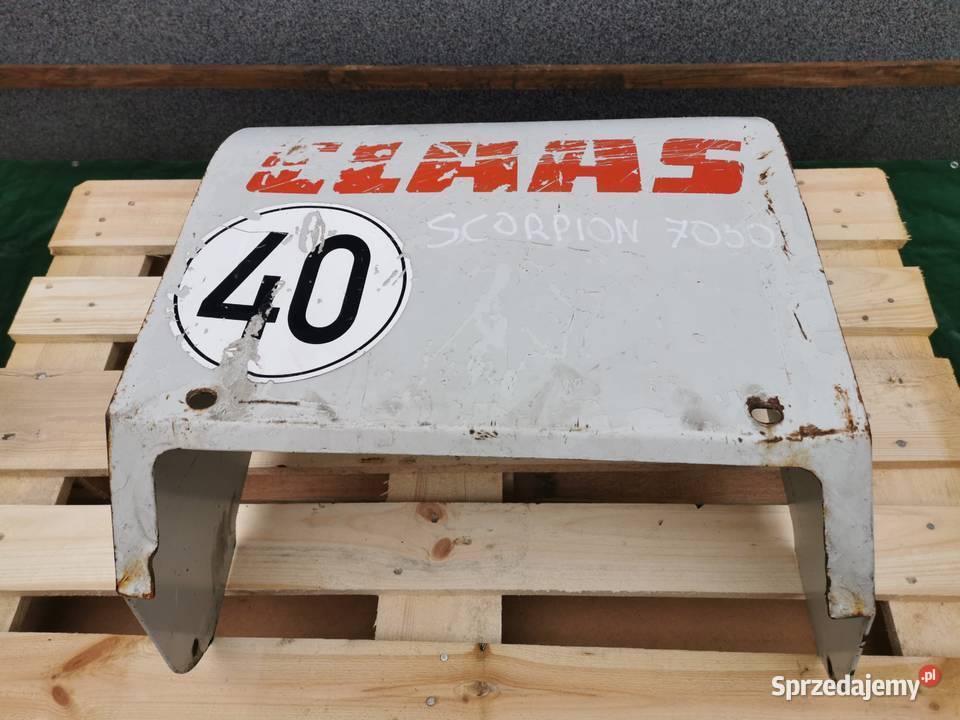 CLAAS
SCORPION 7050
40
Sprzedajemy.pl